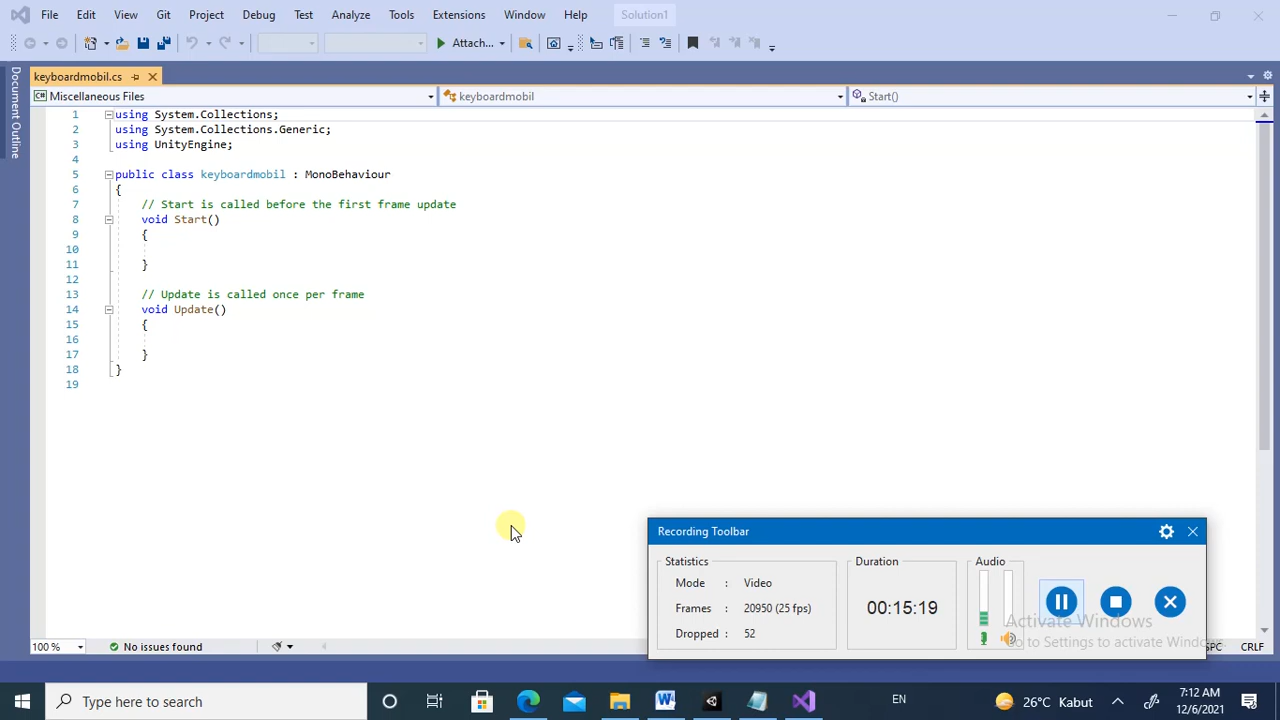 File Edit View Git Project Debug Test Analyze Tools Extensions Window Help Solution1
Attach...
keyboardmobil.cs
Document Outline
Miscellaneous Files keyboardmobil Start()
1 using System.Collections;
2 using System.Collections.Generic;
3 using UnityEngine;
4
5 public class keyboardmobil : MonoBehaviour
6 {
7 // Start is called before the first frame update
8 void Start()
9 {
10
11 }
12
13 // Update is called once per frame
14 void Update()
15 {
16
17 }
18 }
19
Recording Toolbar
Statistics Duration Audio
Mode : Video
Frames : 20950 (25 fps)
Dropped : 52
00:15:19
Activate Windows
Go to Settings to activate Windows.
100 % No issues found SPC CRLF
Type here to search EN 26°C Kabut 7:12 AM
12/6/2021